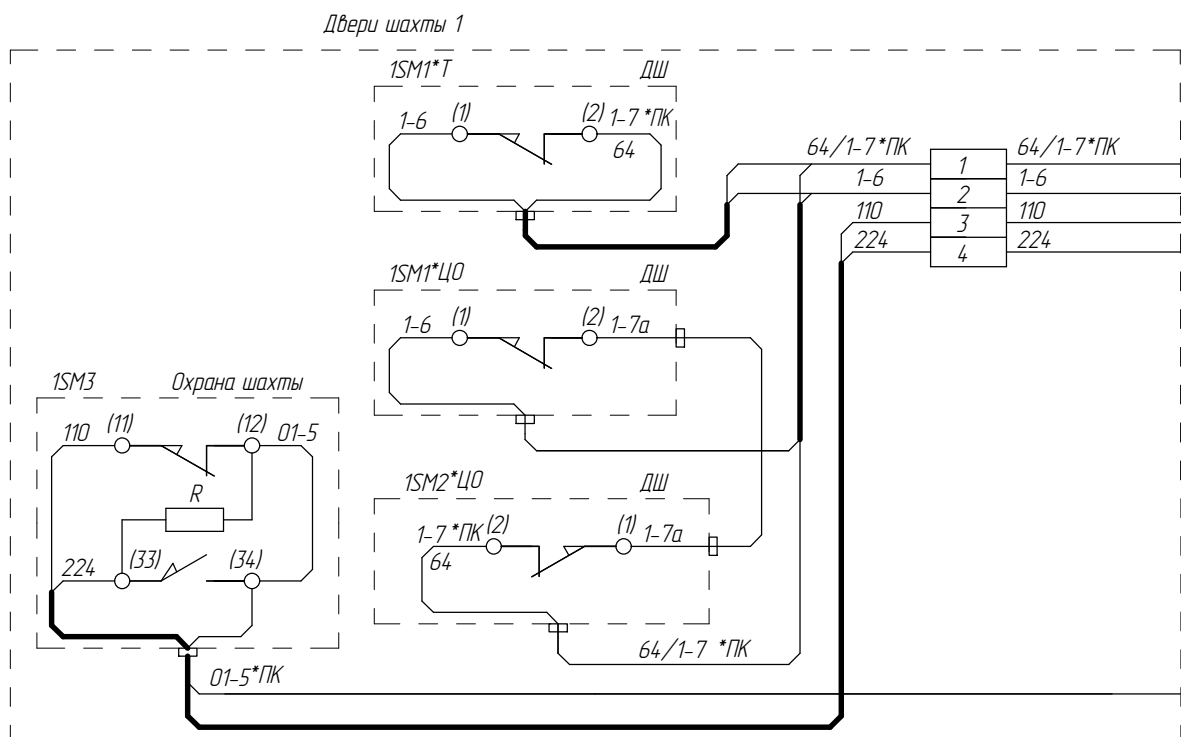 Двери шахты 1
1SM1*Т ДШ
1-6 (1) (2) 1-7 *ПК
64
64/1-7*ПК 1 64/1-7*ПК
1-6 2 1-6
110 3 110
224 4 224
1SM1*ЦО ДШ
1-6 (1) (2) 1-7а
1SM3 Охрана шахты
110 (11) (12) 01-5
R
224 (33) (34)
01-5*ПК
1SM2*ЦО ДШ
1-7 *ПК (2) (1) 1-7а
64
64/1-7 *ПК